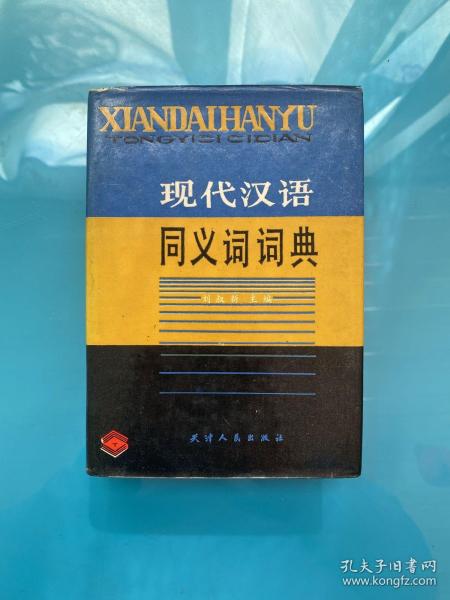 XIANDAIHANYU
TONGYICI CIDIAN
现代汉语
同义词词典
刘叔新 主编
天津人民出版社
孔夫子旧书网
www.kongfz.com